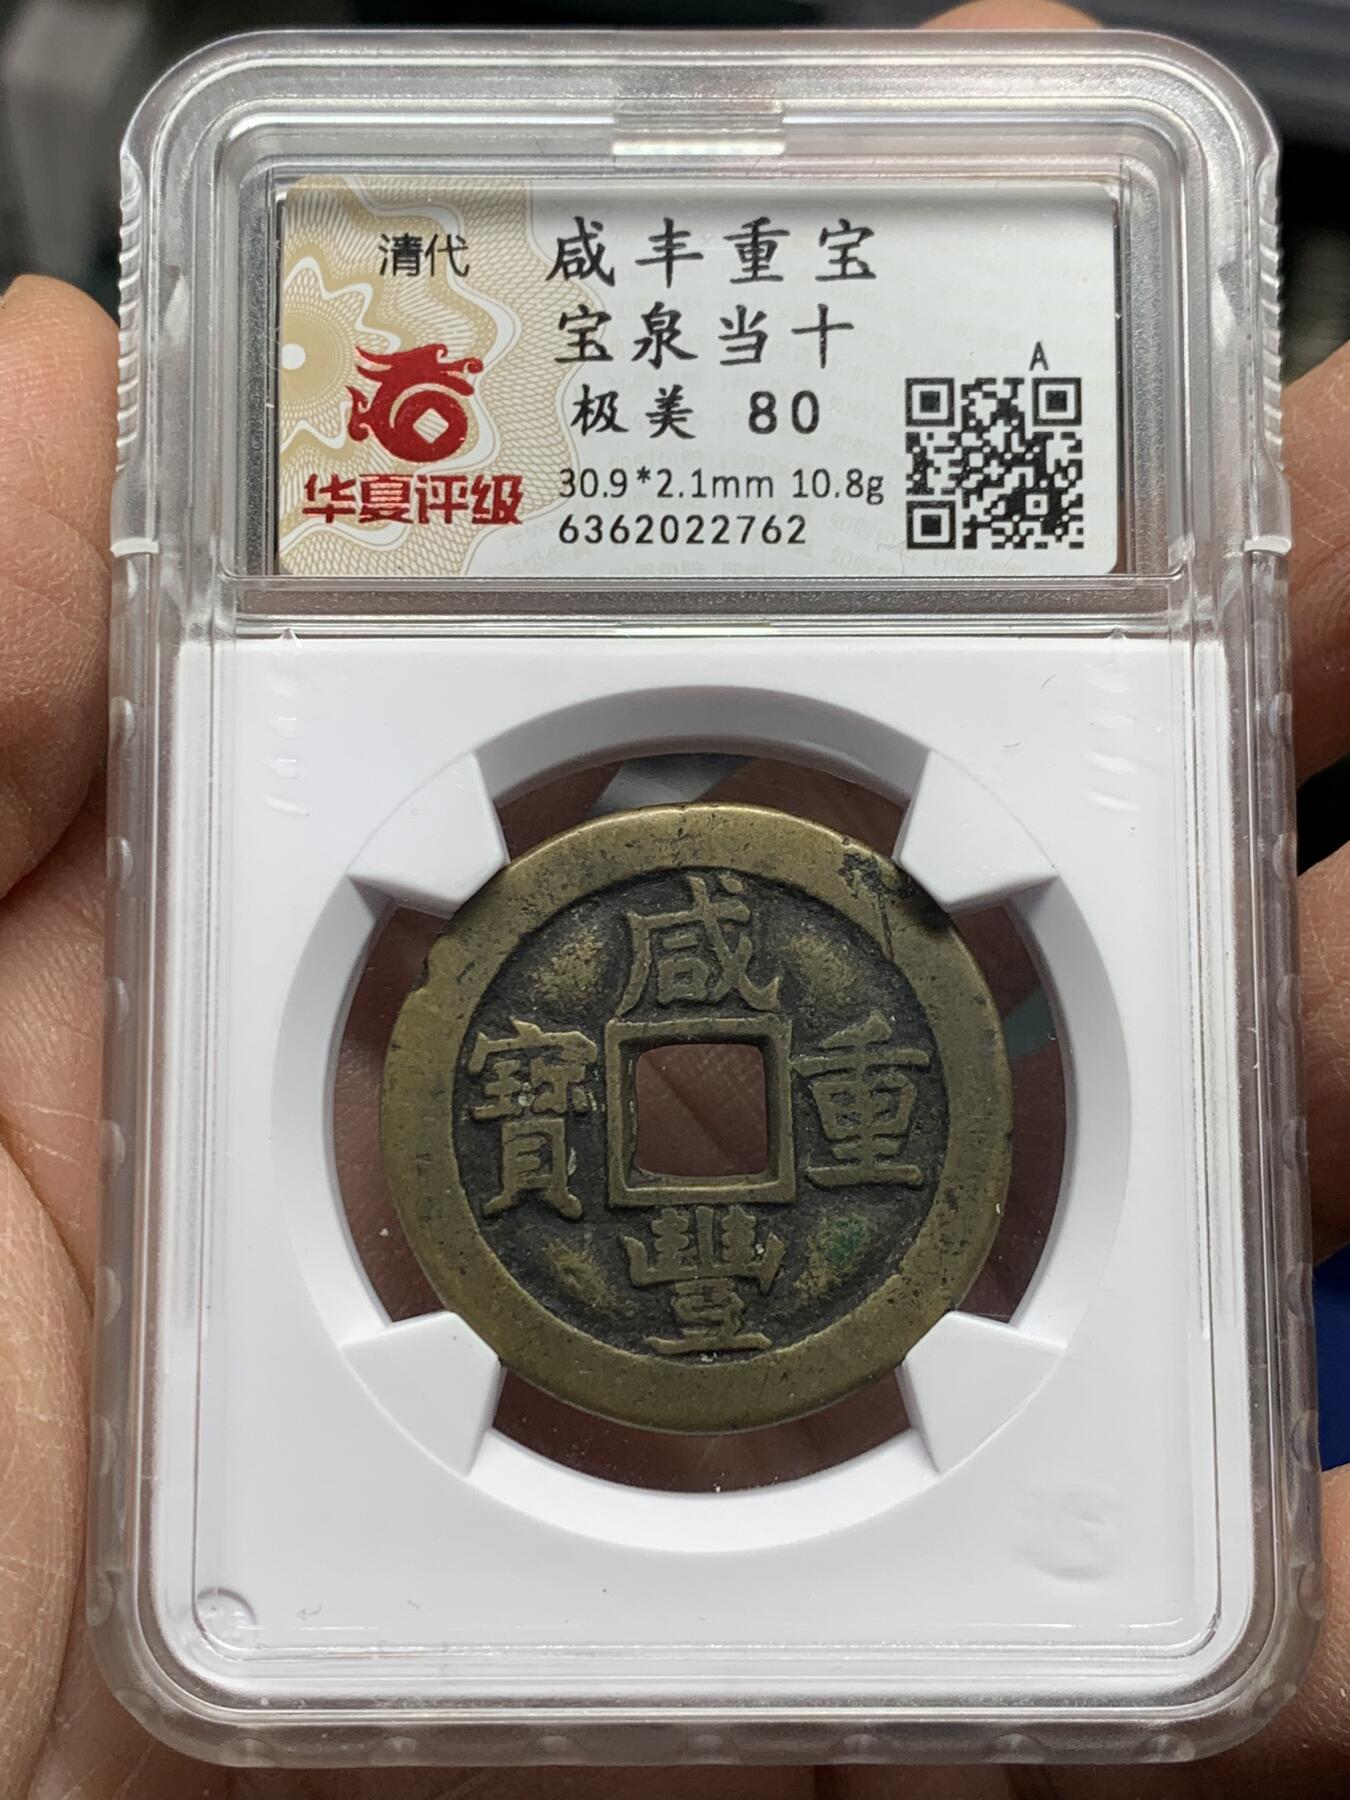 清代
咸丰重宝
宝泉当十
极美 80
30.9*2.1mm 10.8g
6362022762
华夏评级
A
咸豐重寶